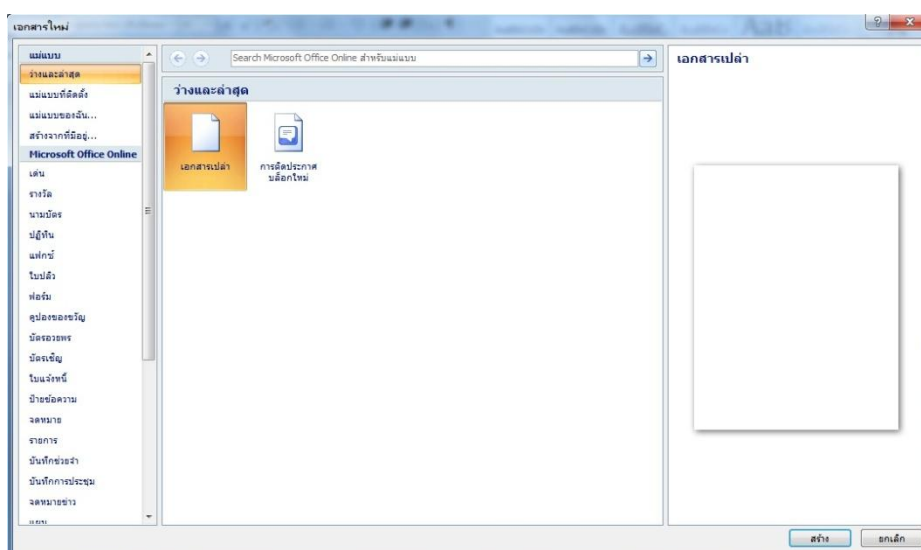 เอกสารใหม่
แม่แบบ
ว่างและล่าสุด
แม่แบบที่ติดตั้ง
แม่แบบของฉัน...
สร้างจากที่มีอยู่...
Microsoft Office Online
เด่น
รางวัล
นามบัตร
ปฏิทิน
แฟกซ์
ใบปลิว
ฟอร์ม
คูปองของขวัญ
บัตรอวยพร
บัตรเชิญ
ใบแจ้งหนี้
ป้ายข้อความ
จดหมาย
รายการ
บันทึกช่วยจำ
บันทึกการประชุม
จดหมายข่าว
แผน
Search Microsoft Office Online สำหรับแม่แบบ
ว่างและล่าสุด
เอกสารเปล่า
การติดประกาศ
บล็อกใหม่
เอกสารเปล่า
สร้าง
ยกเลิก